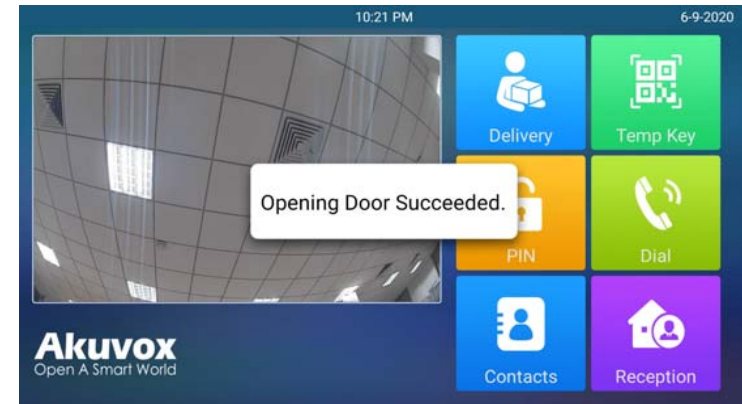 10:21 PM
6-9-2020
Delivery
Temp Key
Opening Door Succeeded.
PIN
Dial
Akuvox
Open A Smart World
Contacts
Reception